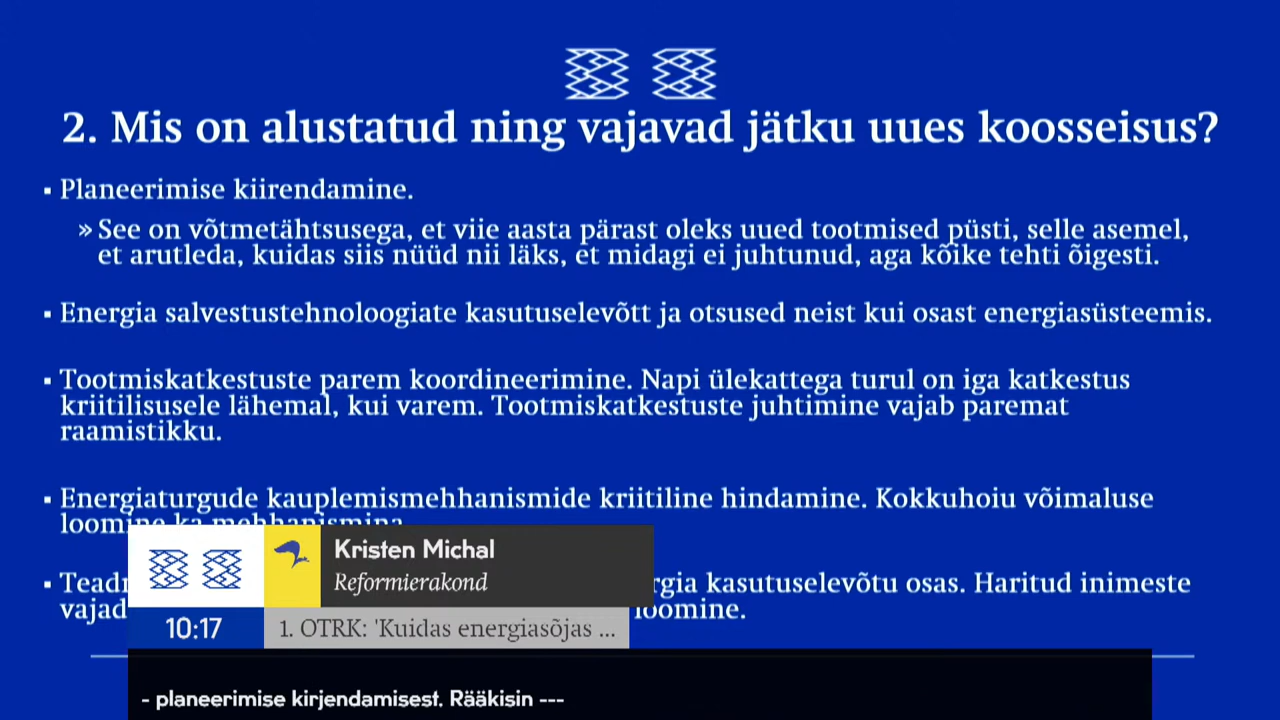 2. Mis on alustatud ning vajavad jätku uues koosseisus?
▪ Planeerimise kiirendamine.
» See on võtmetähtsusega, et viie aasta pärast oleks uued tootmised püsti, selle asemel,
et arutleda, kuidas siis nüüd nii läks, et midagi ei juhtunud, aga kõike tehti õigesti.
▪ Energia salvestustehnoloogiate kasutuselevõtt ja otsused neist kui osast energiasüsteemis.
▪ Tootmiskatkestuste parem koordineerimine. Napi ülekattega turul on iga katkestus
kriitilisusele lähemal, kui varem. Tootmiskatkestuste juhtimine vajab paremat
raamistikku.
▪ Energiaturgude kauplemismehhanismide kriitiline hindamine. Kokkuhoiu võimaluse
loomine ka mehhanismina.
▪ kasutuselevõtu osas. Haritud inimeste
loomine.
Kristen Michal
Reformierakond
10:17
1. OTRK: 'Kuidas energiasõjas ...
- planeerimise kirjendamisest. Rääkisin ---